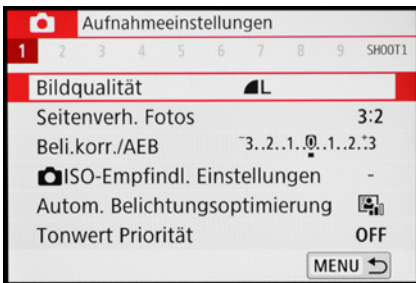 Aufnahmeeinstellungen
1 2 3 4 5 6 7 8 9 SHOOT1
Bildqualität L
Seitenverh. Fotos 3:2
Beli.korr./AEB -3..2..1..0..1..2.+3
ISO-Empfindl. Einstellungen -
Autom. Belichtungsoptimierung
Tonwert Priorität OFF
MENU